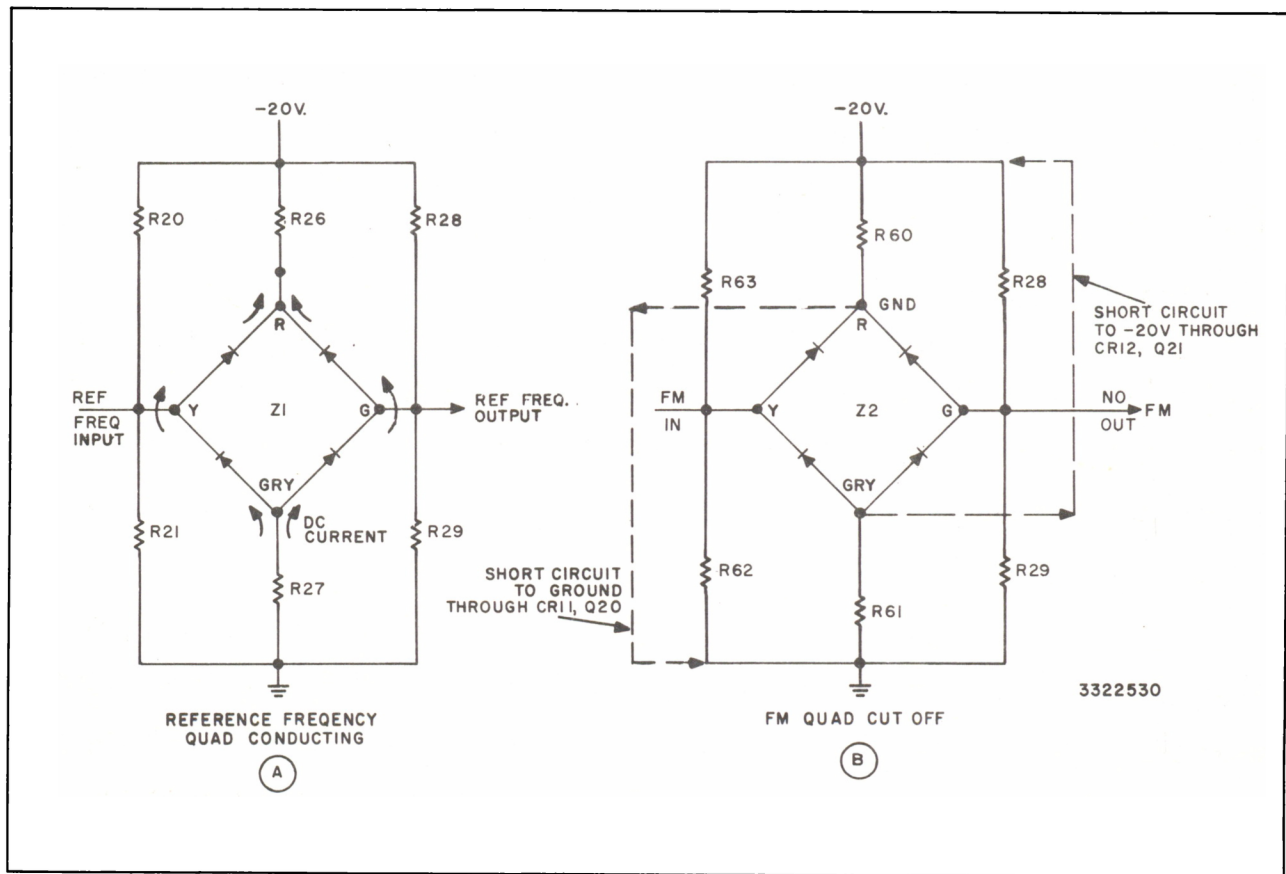 -20V.
R20
R26
R28
R
REF
FREQ
INPUT
Y
Z1
G
REF FREQ.
OUTPUT
GRY
DC
CURRENT
R21
R29
R27
REFERENCE FREQENCY
QUAD CONDUCTING
A
-20V.
R60
R63
R28
GND
R
SHORT CIRCUIT
TO -20V THROUGH
CR12, Q21
FM
IN
Y
Z2
G
NO
OUT
FM
GRY
R62
R29
R61
SHORT CIRCUIT
TO GROUND
THROUGH CR11, Q20
3322530
FM QUAD CUT OFF
B